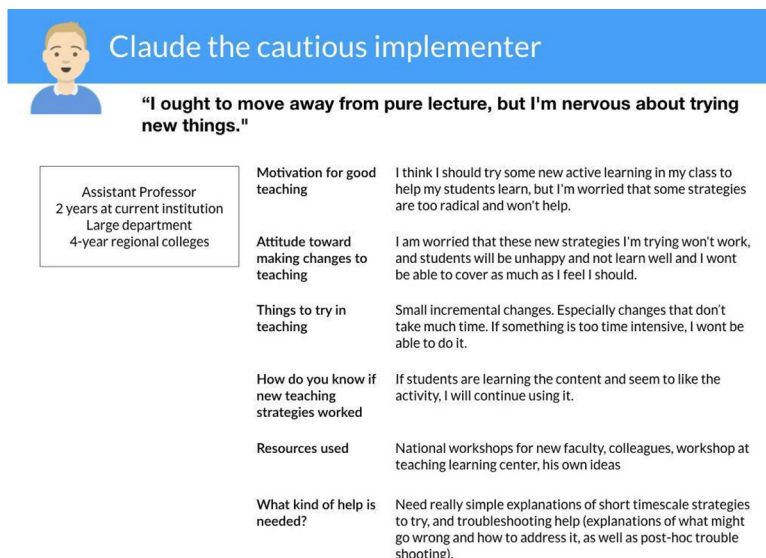 Claude the cautious implementer
“I ought to move away from pure lecture, but I'm nervous about trying
new things."
Assistant Professor
2 years at current institution
Large department
4-year regional colleges
Motivation for good
teaching
I think I should try some new active learning in my class to
help my students learn, but I'm worried that some strategies
are too radical and won't help.
Attitude toward
making changes to
teaching
I am worried that these new strategies I'm trying won't work,
and students will be unhappy and not learn well and I wont
be able to cover as much as I feel I should.
Things to try in
teaching
Small incremental changes. Especially changes that don't
take much time. If something is too time intensive, I wont be
able to do it.
How do you know if
new teaching
strategies worked
If students are learning the content and seem to like the
activity, I will continue using it.
Resources used
National workshops for new faculty, colleagues, workshop at
teaching learning center, his own ideas
What kind of help is
needed?
Need really simple explanations of short timescale strategies
to try, and troubleshooting help (explanations of what might
go wrong and how to address it, as well as post-hoc trouble
shooting).